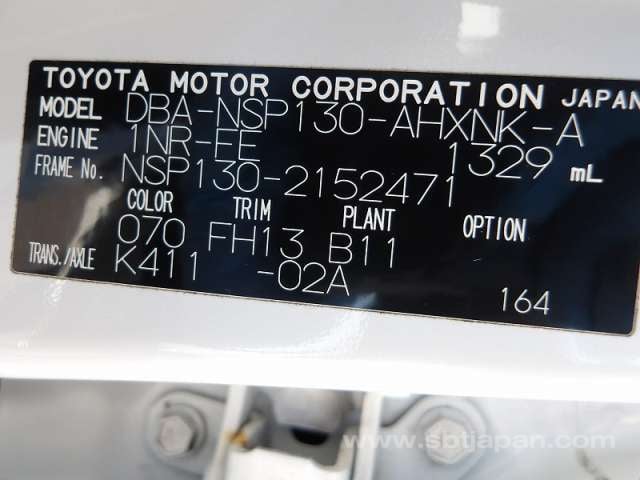 TOYOTA MOTOR CORPORATION JAPAN
MODEL DBA-NSP130-AHXNK-A
ENGINE 1NR-FE 1329 mL
FRAME No. NSP130-2152471
COLOR TRIM PLANT OPTION
070 FH13 B11
TRANS./AXLE K411 -02A
164
www.sbtjapan.com